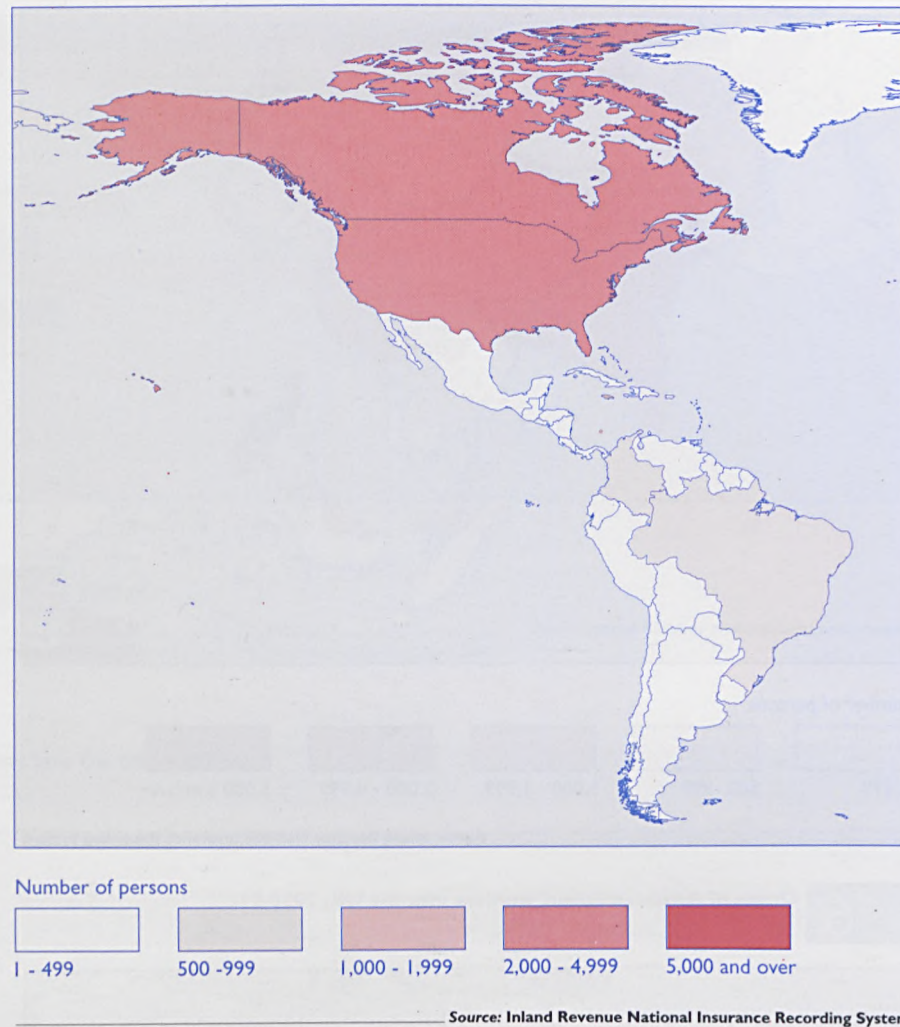 Number of persons
1 - 499
500 -999
1,000 - 1,999
2,000 - 4,999
5,000 and over
Source: Inland Revenue National Insurance Recording System